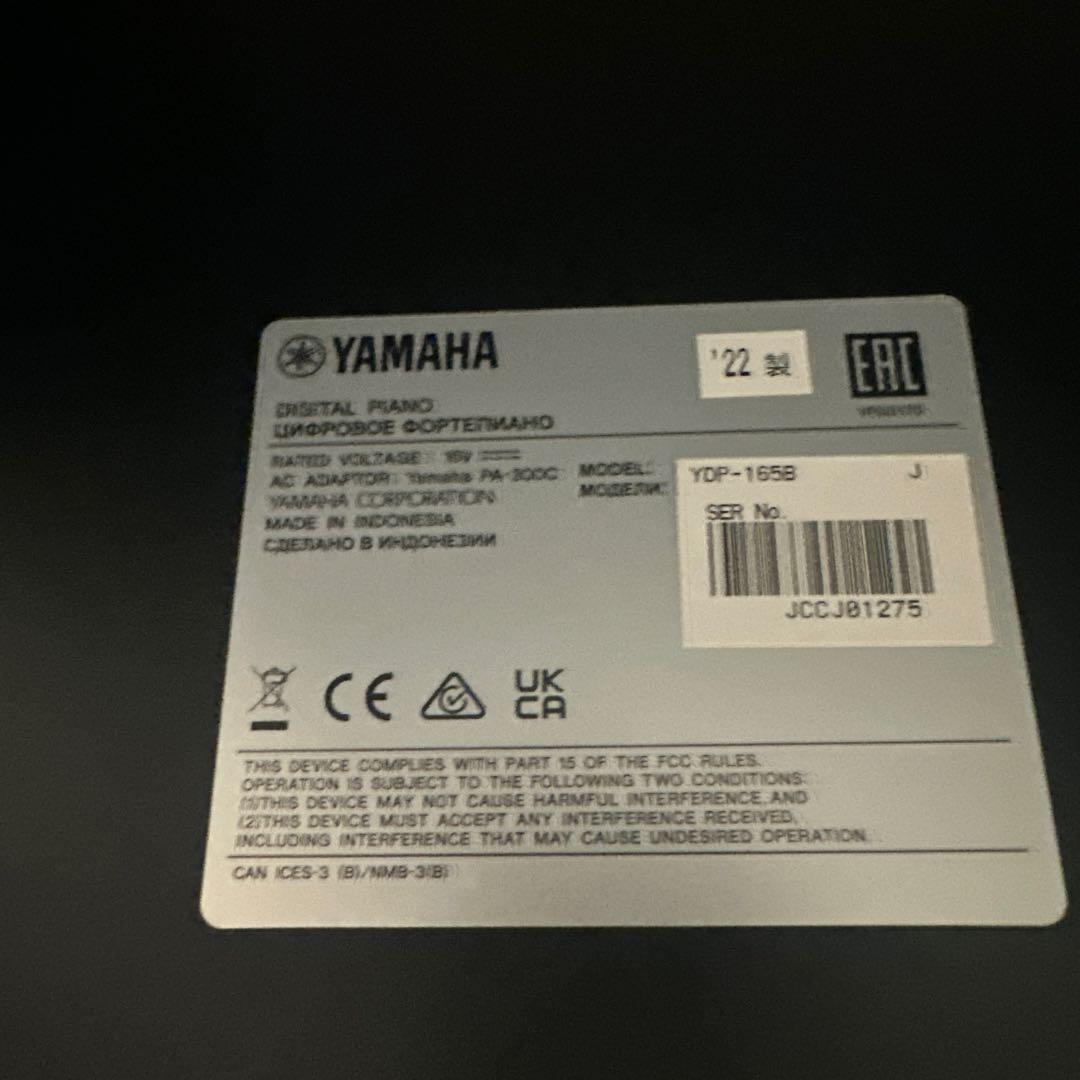 YAMAHA
'22 製
EAC
DIGITAL PIANO
ЦИФРОВОЕ ФОРТЕПИАНО
RATED VOLTAGE: 16V
AC ADAPTOR: Yamaha PA-300C
YAMAHA CORPORATION
MADE IN INDONESIA
СДЕЛАНО В ИНДОНЕЗИИ
MODEL:
МОДЕЛИ:
YDP-165B J
SER No.
JCCJ01275
CE
UK
CA
THIS DEVICE COMPLIES WITH PART 15 OF THE FCC RULES.
OPERATION IS SUBJECT TO THE FOLLOWING TWO CONDITIONS:
(1)THIS DEVICE MAY NOT CAUSE HARMFUL INTERFERENCE, AND
(2)THIS DEVICE MUST ACCEPT ANY INTERFERENCE RECEIVED,
INCLUDING INTERFERENCE THAT MAY CAUSE UNDESIRED OPERATION.
CAN ICES-3 (B)/NMB-3(B)